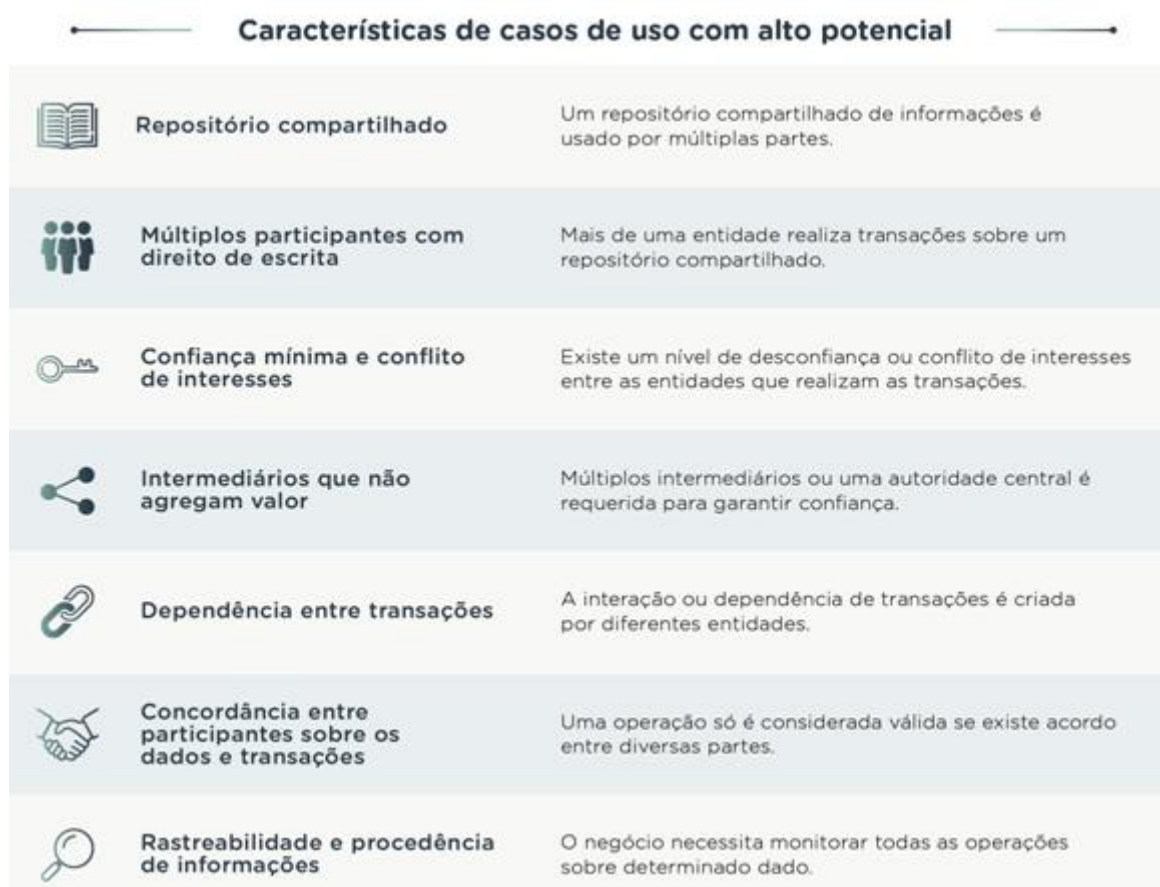 Características de casos de uso com alto potencial
Repositório compartilhado
Um repositório compartilhado de informações é
usado por múltiplas partes.
Múltiplos participantes com
direito de escrita
Mais de uma entidade realiza transações sobre um
repositório compartilhado.
Confiança mínima e conflito
de interesses
Existe um nível de desconfiança ou conflito de interesses
entre as entidades que realizam as transações.
Intermediários que não
agregam valor
Múltiplos intermediários ou uma autoridade central é
requerida para garantir confiança.
Dependência entre transações
A interação ou dependência de transações é criada
por diferentes entidades.
Concordância entre
participantes sobre os
dados e transações
Uma operação só é considerada válida se existe acordo
entre diversas partes.
Rastreabilidade e procedência
de informações
O negócio necessita monitorar todas as operações
sobre determinado dado.